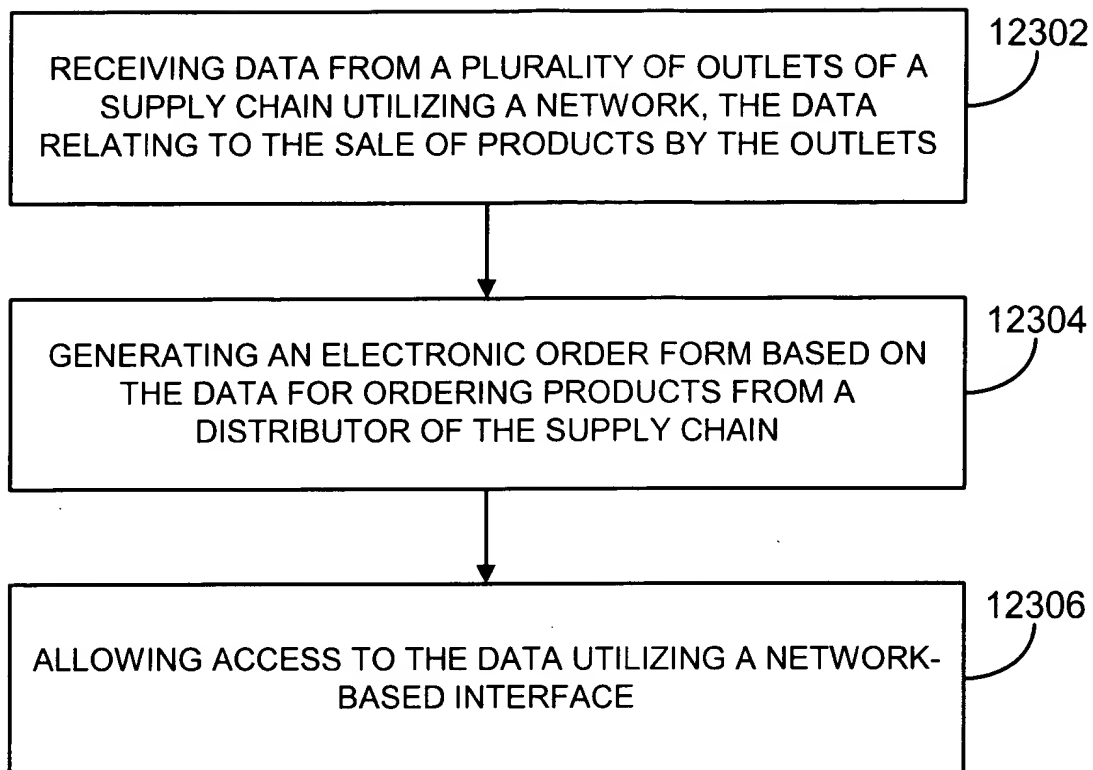 12302
RECEIVING DATA FROM A PLURALITY OF OUTLETS OF A
SUPPLY CHAIN UTILIZING A NETWORK, THE DATA
RELATING TO THE SALE OF PRODUCTS BY THE OUTLETS
12304
GENERATING AN ELECTRONIC ORDER FORM BASED ON
THE DATA FOR ORDERING PRODUCTS FROM A
DISTRIBUTOR OF THE SUPPLY CHAIN
12306
ALLOWING ACCESS TO THE DATA UTILIZING A NETWORK-
BASED INTERFACE